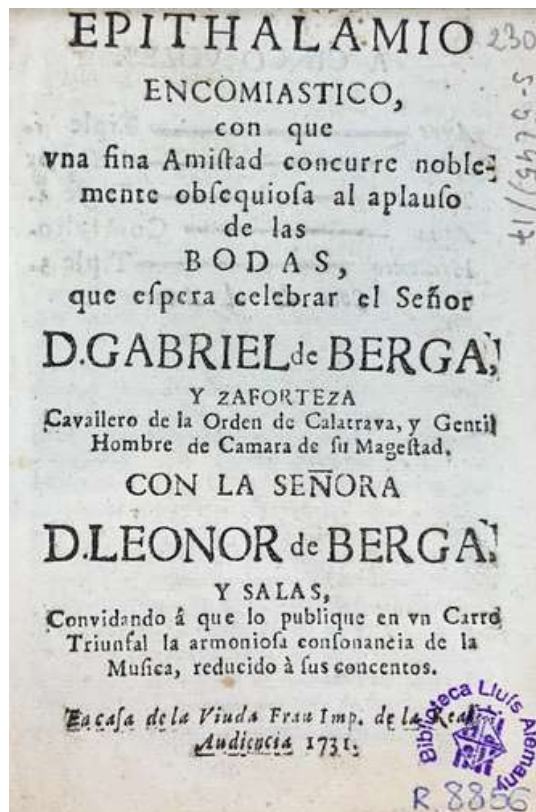 EPITHALAMIO
230
ENCOMIASTICO,
con que
vna fina Amiſtad concurre noble-
mente obſequioſa al aplauſo
de las
BODAS,
que eſpera celebrar el Señor
D.GABRIEL de BERGA,
Y ZAFORTEZA
Cavallero de la Orden de Calatrava, y Gentil
Hombre de Camara de ſu Mageſtad.
CON LA SEÑORA
D.LEONOR de BERGA,
Y SALAS,
Convidando á que lo publique en vn Carro
Triunfal la armonioſa conſonancia de la
Muſica, reducido à ſus concentos.
En caſa de la Viuda Frau Imp. de la Real
Audiencia 1731.
Biblioteca Lluís Alemany
R. 8856